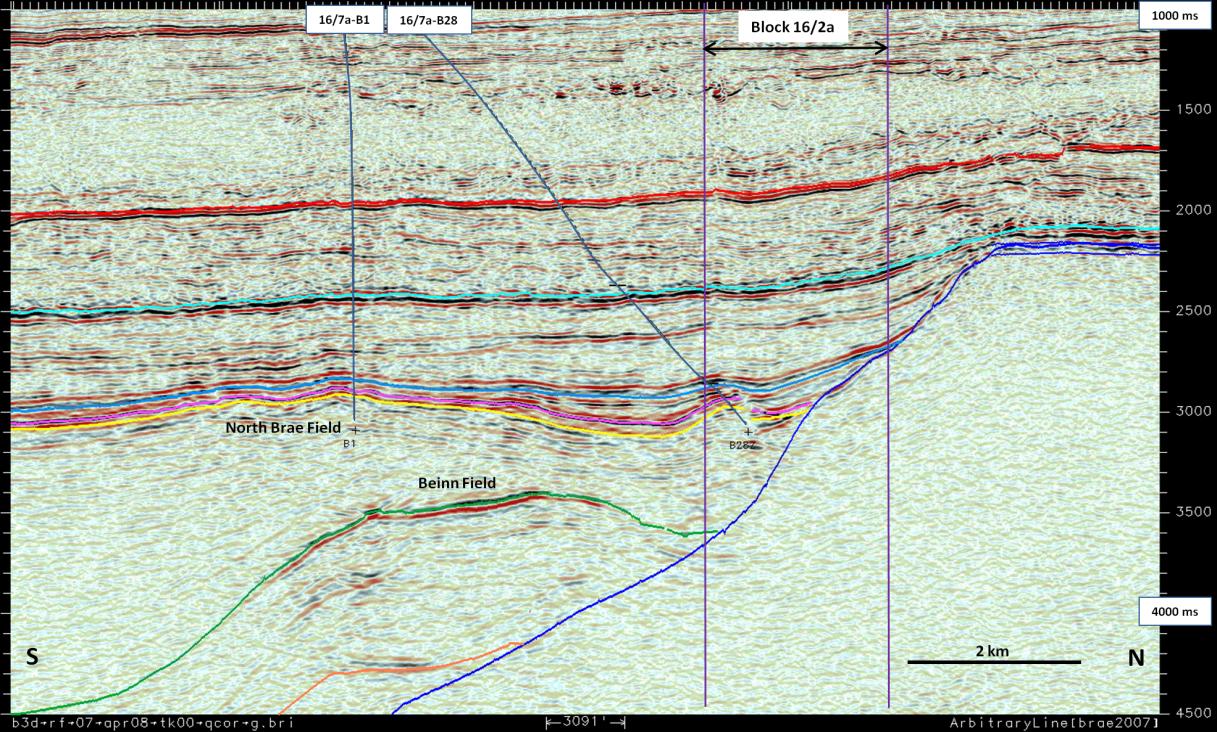 16/7a-B1
16/7a-B28
Block 16/2a
1000 ms
1500
2000
2500
3000
North Brae Field
B1
B28Z
Beinn Field
3500
4000 ms
S
2 km
N
4500
b3d→rf→07→apr08→tk00→qcor→g.bri
3091'
ArbitraryLine[brae2007]